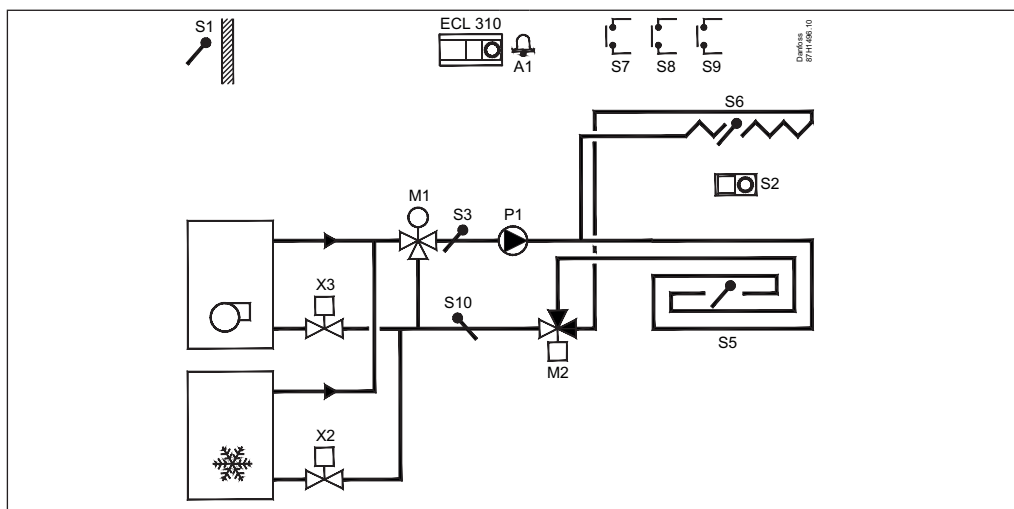 S1
ECL 310
A1
S7
S8
S9
Danfoss
87H1496.10
S6
S2
M1
S3
P1
X3
S10
S5
M2
X2